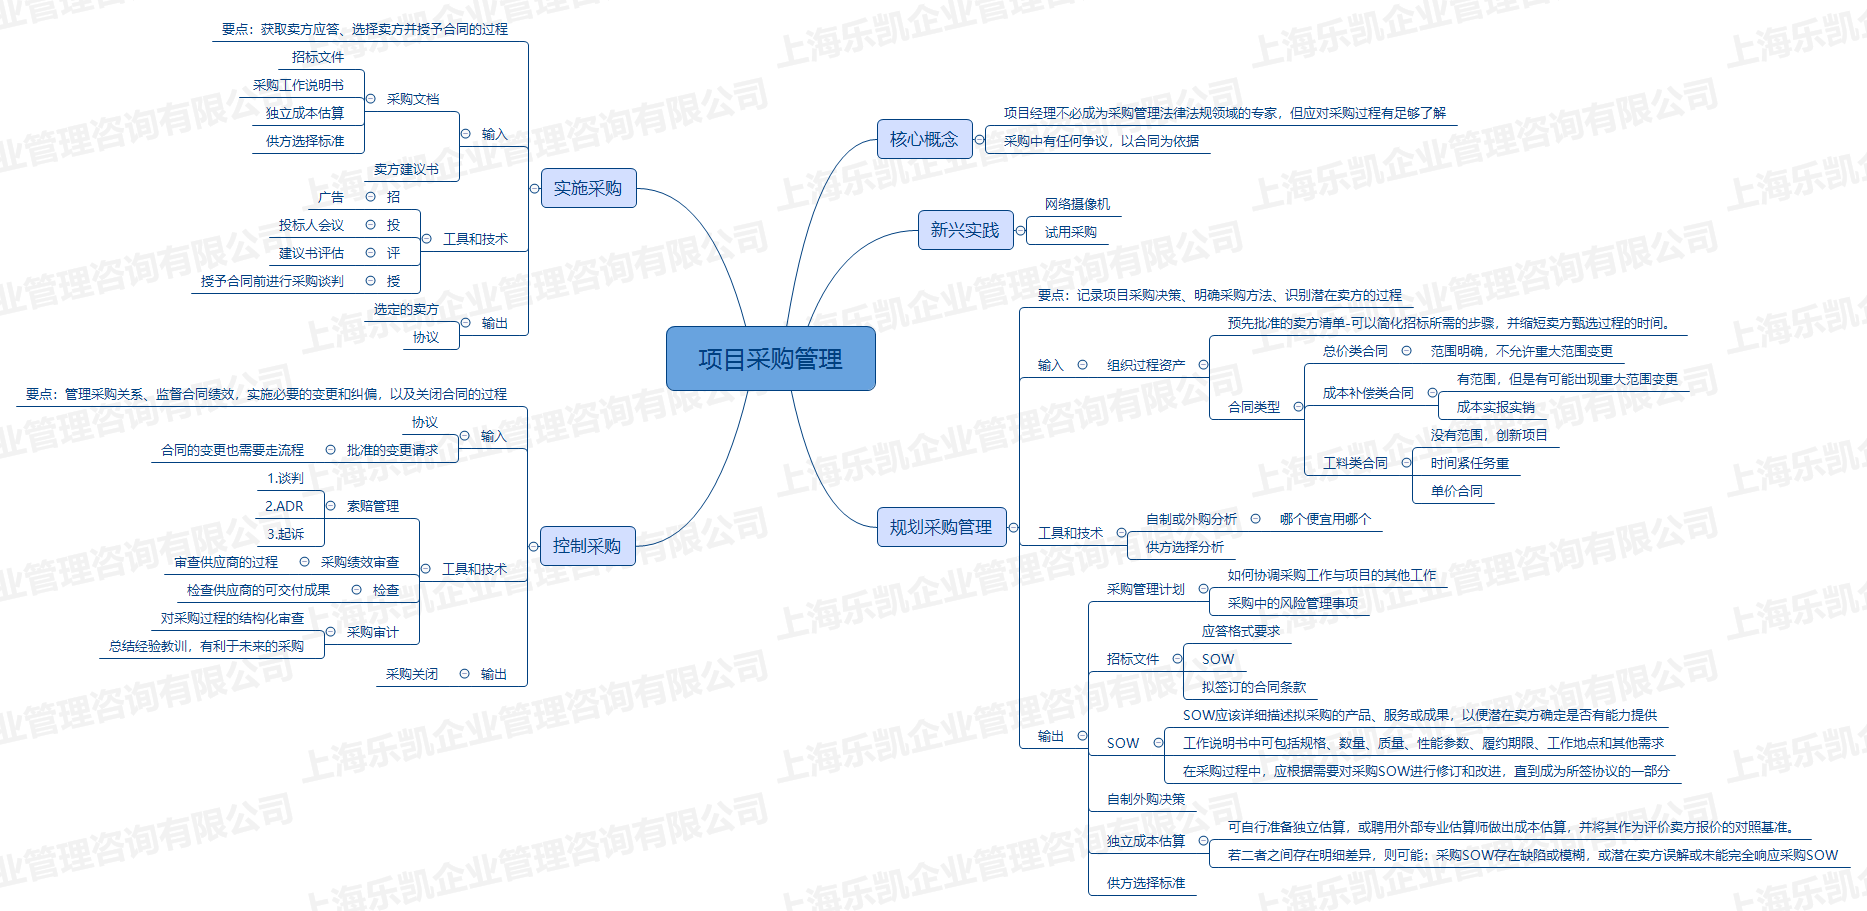 项目采购管理
核心概念
项目经理不必成为采购管理法律法规领域的专家，但应对采购过程有足够了解
采购中有任何争议，以合同为依据
新兴实践
网络摄像机
试用采购
规划采购管理
要点：记录项目采购决策、明确采购方法、识别潜在卖方的过程
输入
组织过程资产
预先批准的卖方清单-可以简化招标所需的步骤，并缩短卖方甄选过程的时间。
合同类型
总价类合同
范围明确，不允许重大范围变更
成本补偿类合同
有范围，但是有可能出现重大范围变更
成本实报实销
工料类合同
没有范围，创新项目
时间紧任务重
单价合同
工具和技术
自制或外购分析
哪个便宜用哪个
供方选择分析
输出
采购管理计划
如何协调采购工作与项目的其他工作
采购中的风险管理事项
招标文件
应答格式要求
SOW
拟签订的合同条款
SOW
SOW应该详细描述拟采购的产品、服务或成果，以便潜在卖方确定是否有能力提供
工作说明书中可包括规格、数量、质量、性能参数、履约期限、工作地点和其他需求
在采购过程中，应根据需要对采购SOW进行修订和改进，直到成为所签协议的一部分
自制外购决策
独立成本估算
可自行准备独立估算，或聘用外部专业估算师做出成本估算，并将其作为评价卖方报价的对照基准。
若二者之间存在明细差异，则可能：采购SOW存在缺陷或模糊，或潜在卖方误解或未能完全响应采购SOW
供方选择标准
实施采购
要点：获取卖方应答、选择卖方并授予合同的过程
输入
采购文档
招标文件
采购工作说明书
独立成本估算
供方选择标准
卖方建议书
工具和技术
招
广告
投
投标人会议
评
建议书评估
授
授予合同前进行采购谈判
输出
选定的卖方
协议
控制采购
要点：管理采购关系、监督合同绩效，实施必要的变更和纠偏，以及关闭合同的过程
输入
协议
批准的变更请求
合同的变更也需要走流程
工具和技术
索赔管理
1.谈判
2.ADR
3.起诉
采购绩效审查
审查供应商的过程
检查
检查供应商的可交付成果
采购审计
对采购过程的结构化审查
总结经验教训，有利于未来的采购
输出
采购关闭
上海乐凯企业管理咨询有限公司